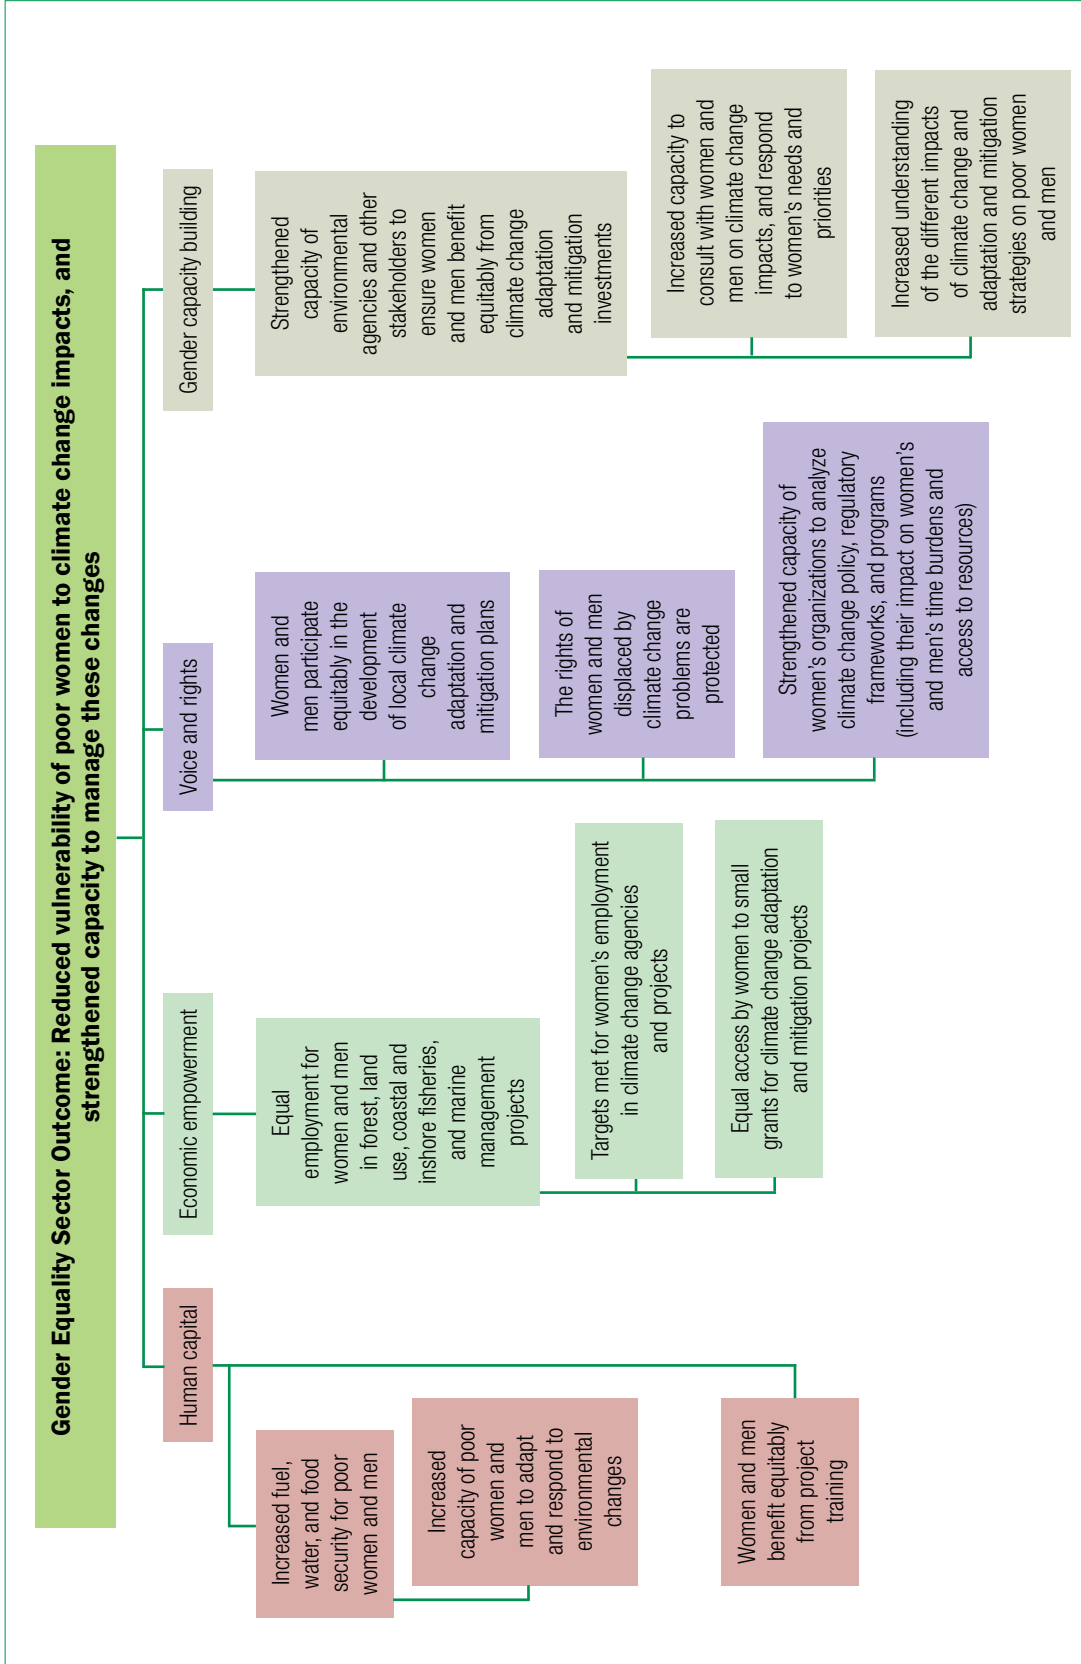 Gender Equality Sector Outcome: Reduced vulnerability of poor women to climate change impacts, and
strengthened capacity to manage these changes
Human capital
Increased fuel,
water, and food
security for poor
women and men
Increased
capacity of poor
women and
men to adapt
and respond to
environmental
changes
Women and men
benefit equitably
from project
training
Economic empowerment
Equal
employment for
women and men
in forest, land
use, coastal and
inshore fisheries,
and marine
management
projects
Targets met for women's employment
in climate change agencies
and projects
Equal access by women to small
grants for climate change adaptation
and mitigation projects
Voice and rights
Women and
men participate
equitably in the
development
of local climate
change
adaptation and
mitigation plans
The rights of
women and men
displaced by
climate change
problems are
protected
Strengthened capacity of
women's organizations to analyze
climate change policy, regulatory
frameworks, and programs
(including their impact on women's
and men's time burdens and
access to resources)
Gender capacity building
Strengthened
capacity of
environmental
agencies and other
stakeholders to
ensure women
and men benefit
equitably from
climate change
adaptation
and mitigation
investments
Increased capacity to
consult with women and
men on climate change
impacts, and respond
to women's needs and
priorities
Increased understanding
of the different impacts
of climate change and
adaptation and mitigation
strategies on poor women
and men